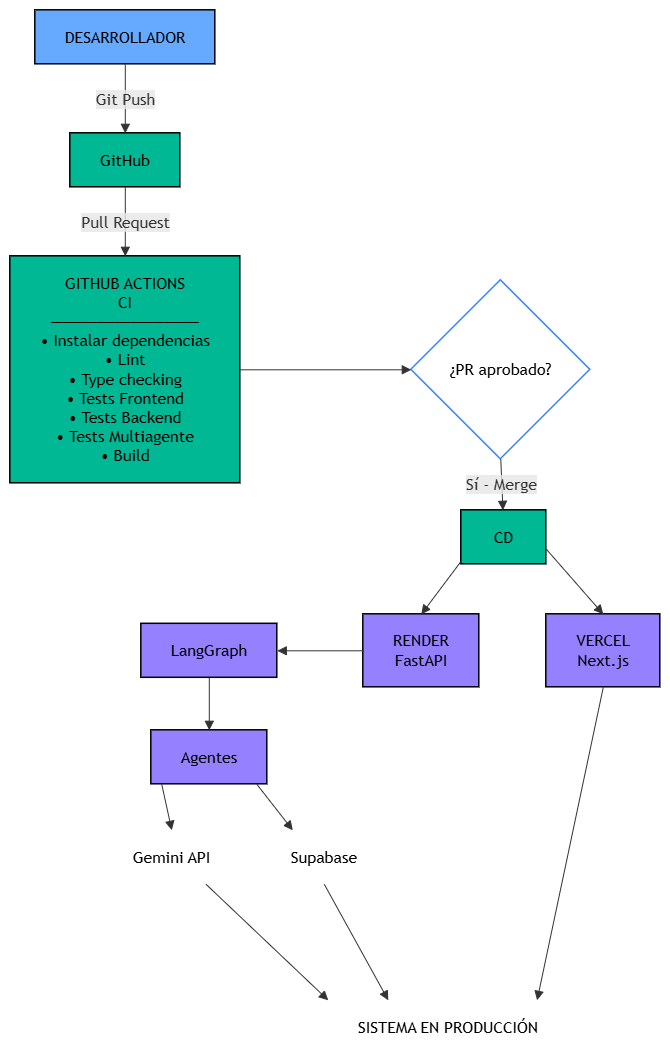 DESARROLLADOR
Git Push
GitHub
Pull Request
GITHUB ACTIONS
CI
• Instalar dependencias
• Lint
• Type checking
• Tests Frontend
• Tests Backend
• Tests Multiagente
• Build
¿PR aprobado?
Sí - Merge
CD
RENDER
FastAPI
VERCEL
Next.js
LangGraph
Agentes
Gemini API
Supabase
SISTEMA EN PRODUCCIÓN